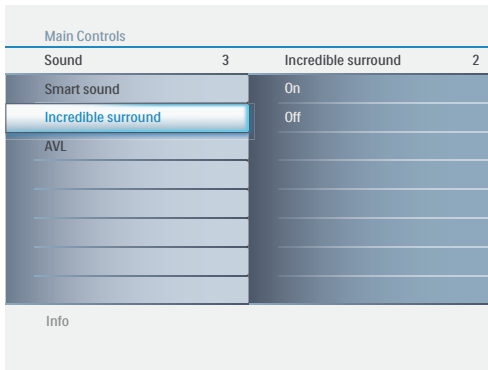 Main Controls
Sound 3 Incredible surround 2
Smart sound On
Incredible surround Off
AVL
Info